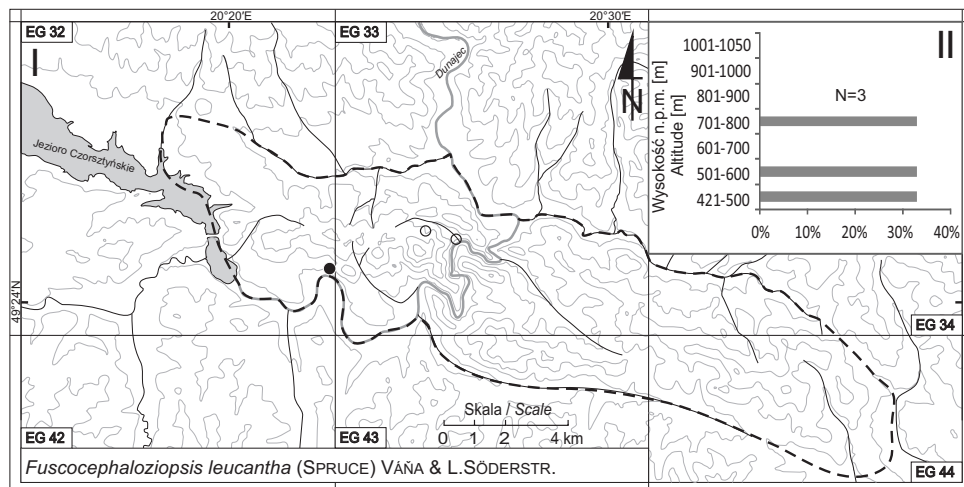 20°20'E
20°30'E
EG 32
EG 33
I
II
Dunajec
N
Jezioro Czorsztyńskie
49°24'N
Wysokość n.p.m. [m]
Altitude [m]
1001-1050
901-1000
801-900
701-800
601-700
501-600
421-500
N=3
0%
10%
20%
30%
40%
EG 34
Skala / Scale
0 1 2 4 km
EG 42
EG 43
EG 44
Fuscocephaloziopsis leucantha (SPRUCE) VÁŇA & L.SÖDERSTR.